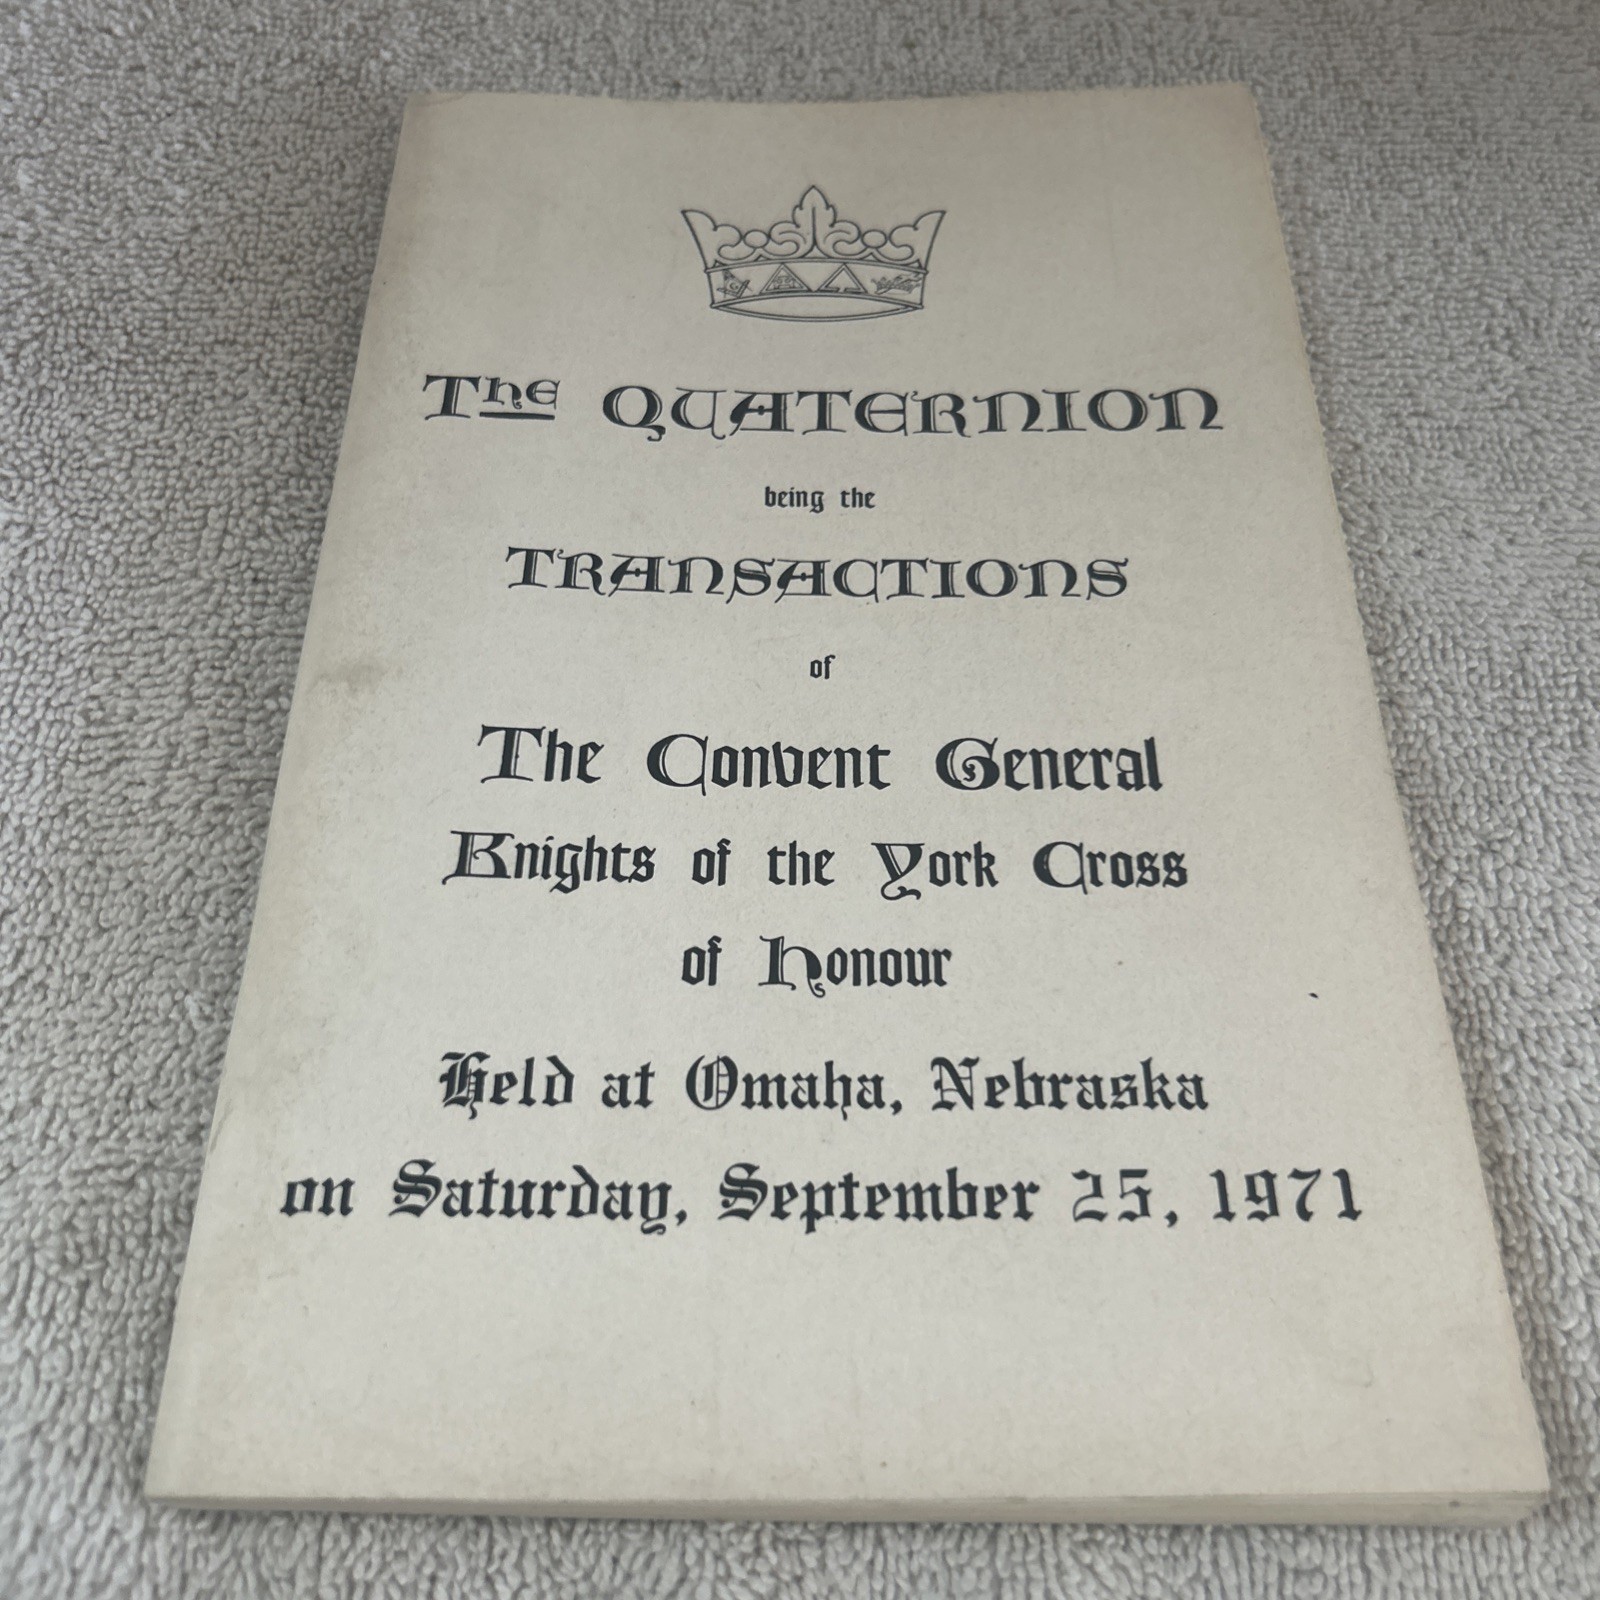 The QUATERNION
being the
TRANSACTIONS
of
The Convent General
Knights of the York Cross
of Honour
Held at Omaha, Nebraska
on Saturday, September 25, 1971